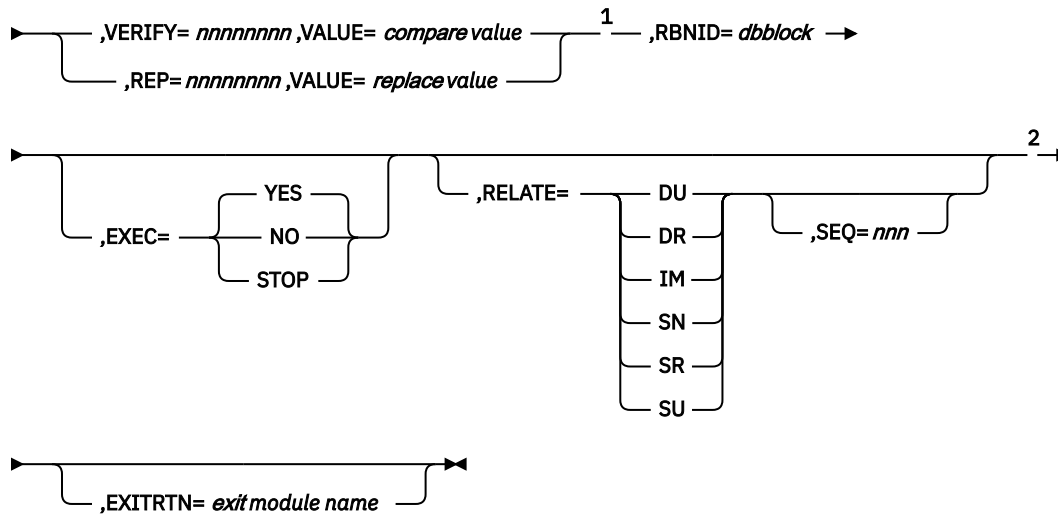 ,VERIFY= nnnnnnnn ,VALUE= compare value 1 ,RBNID= dbblock
,REP= nnnnnnnn ,VALUE= replace value
2
,EXEC=
YES
NO
STOP
,RELATE=
DU
DR
IM
SN
SR
SU
,SEQ= nnn
,EXITRTN= exit module name